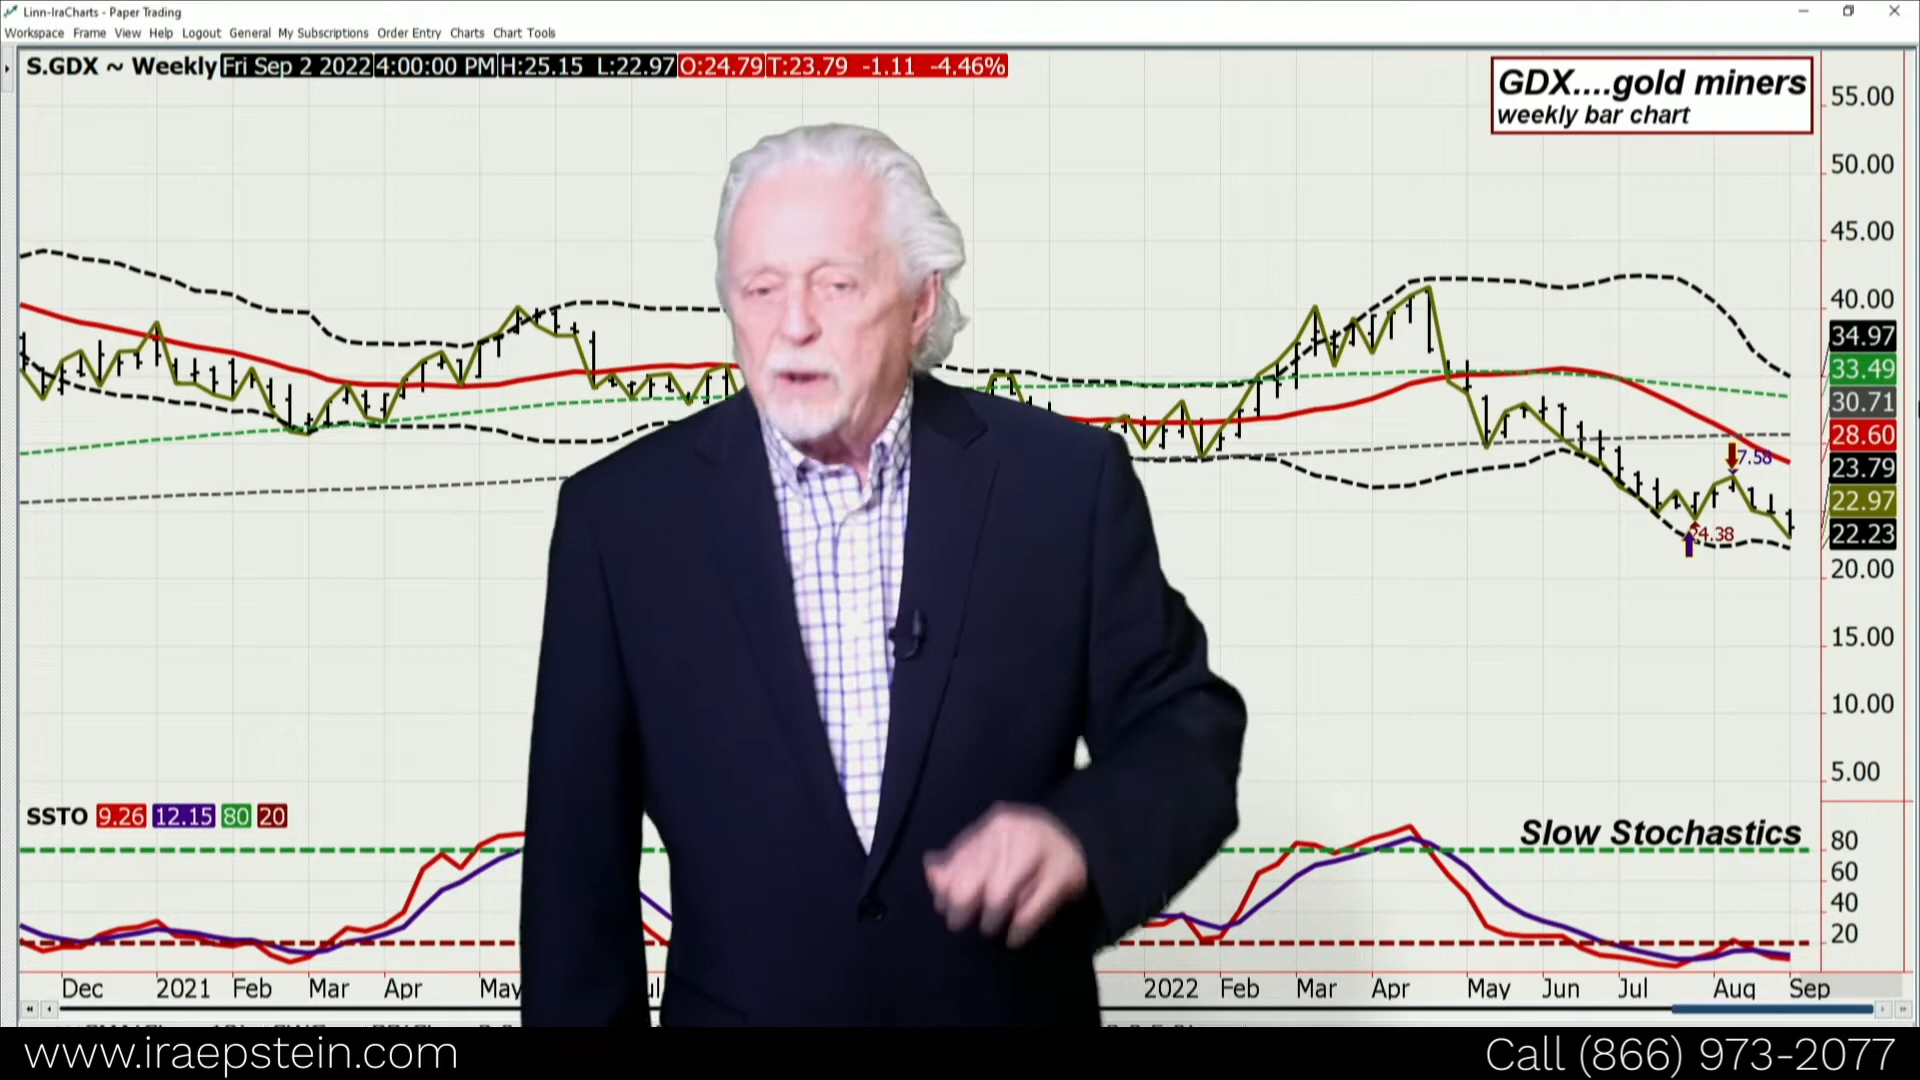 Linn-IraCharts - Paper Trading
Workspace Frame View Help Logout General My Subscriptions Order Entry Charts Chart Tools
S.GDX ~ Weekly Fri Sep 2 2022 4:00:00 PM H:25.15 L:22.97 O:24.79 T:23.79 -1.11 -4.46%
GDX....gold miners
weekly bar chart
55.00
50.00
45.00
40.00
34.97
33.49
30.71
28.60
23.79
22.97
22.23
20.00
15.00
10.00
5.00
7.58
24.38
SSTO 9.26 12.15 80 20
Slow Stochastics
80
60
40
20
Dec 2021 Feb Mar Apr May 2022 Feb Mar Apr May Jun Jul Aug Sep
www.iraepstein.com
Call (866) 973-2077